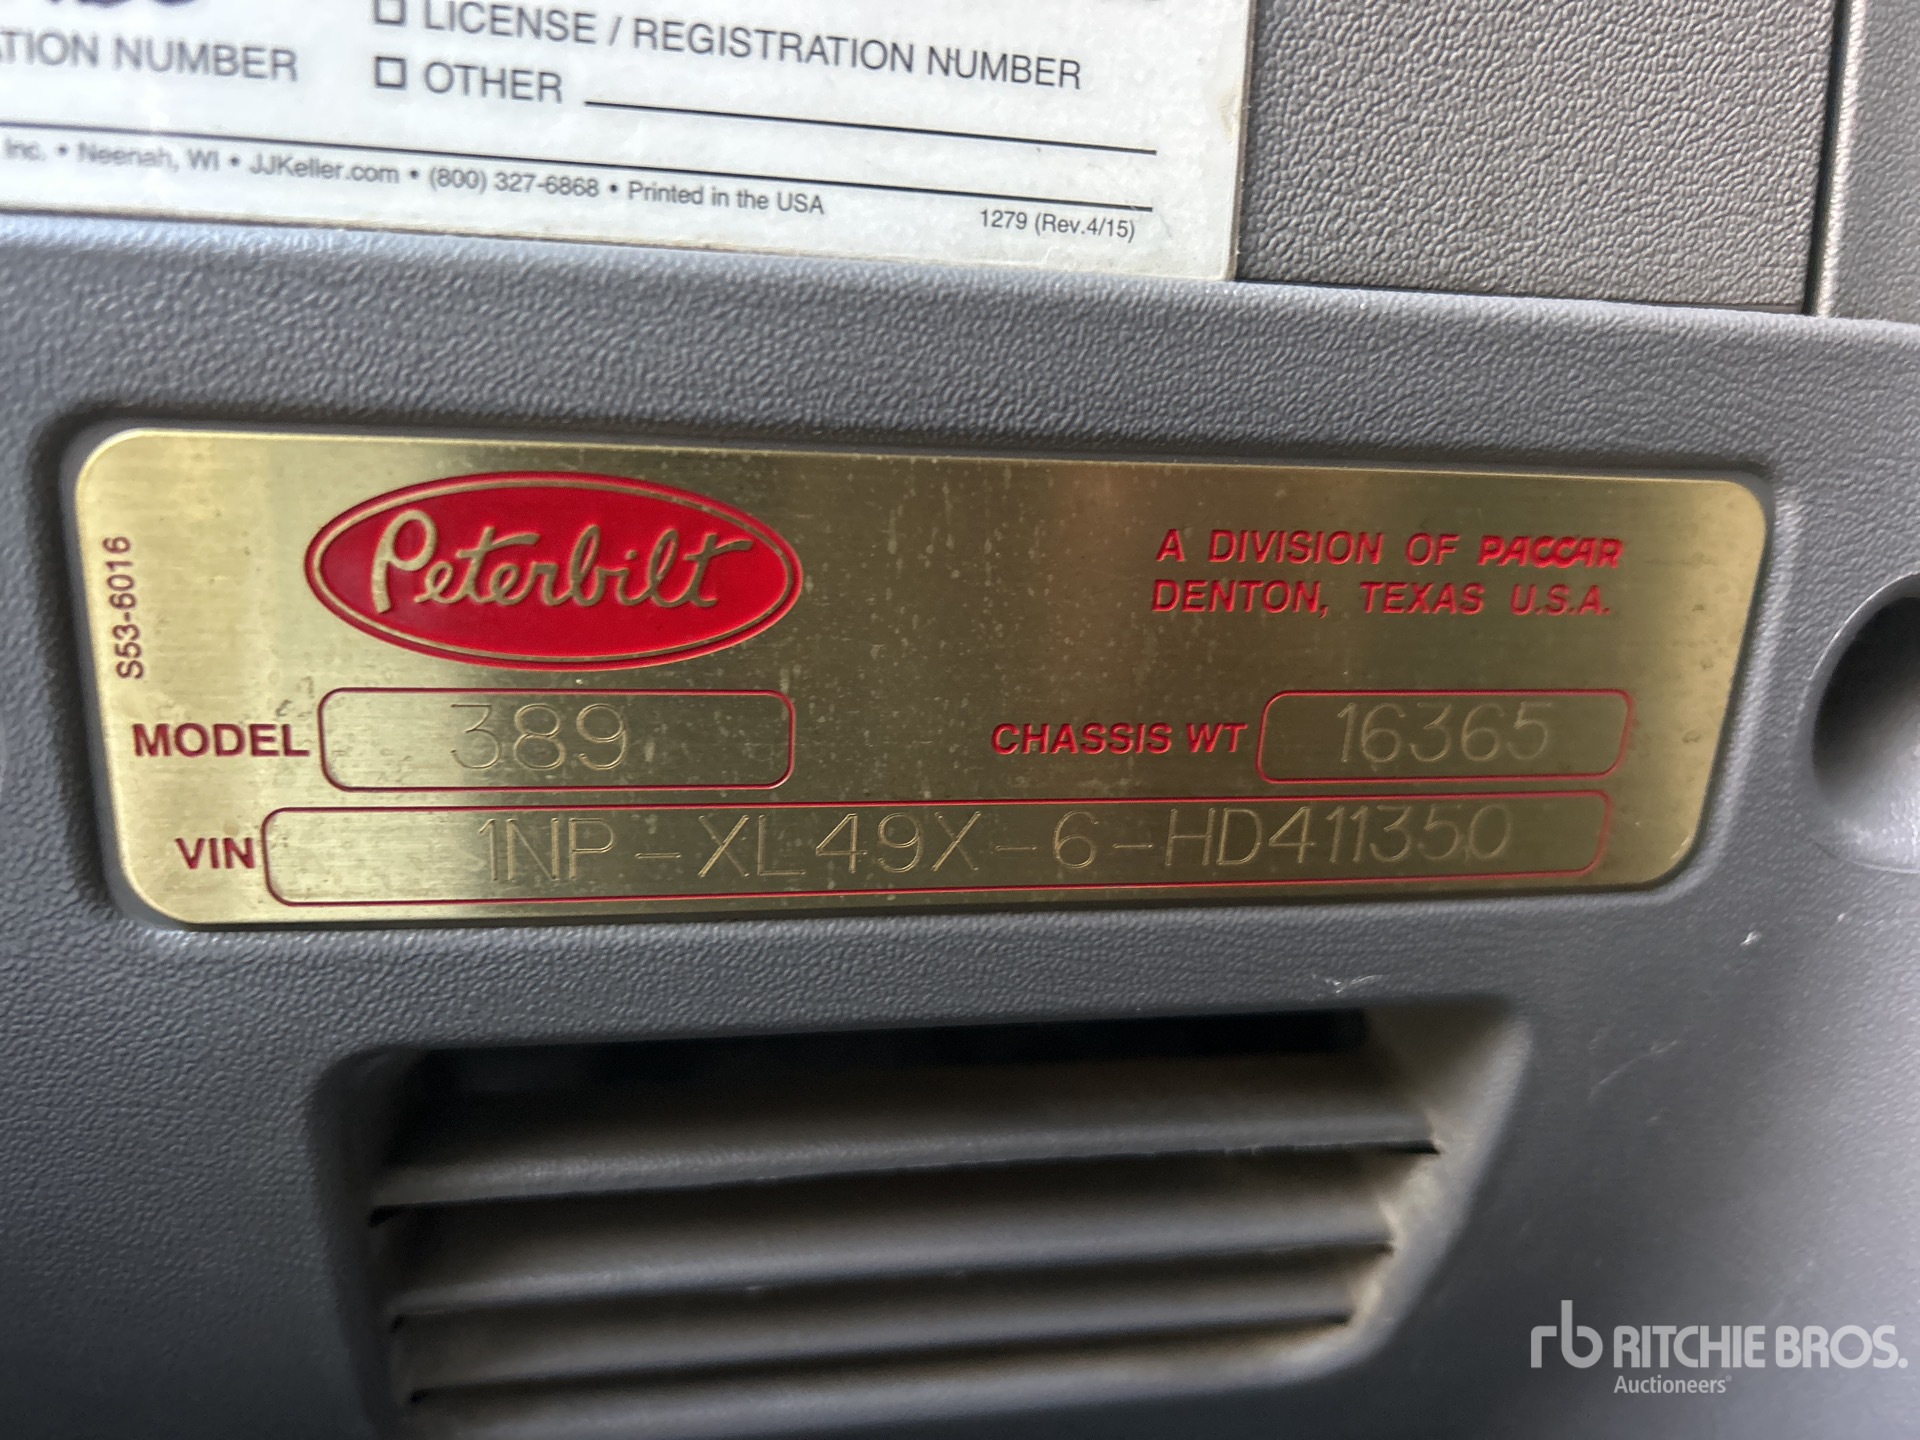 LICENSE / REGISTRATION NUMBER
NUMBER
OTHER
Inc. • Neenah, WI • JJKeller.com • (800) 327-6868 • Printed in the USA
1279 (Rev.4/15)
Peterbilt
A DIVISION OF PACCAR
DENTON, TEXAS U.S.A.
S53-6016
MODEL 389
CHASSIS WT 16365
VIN 1NP-XL49X-6-HD411350
rb RITCHIE BROS.
Auctioneers